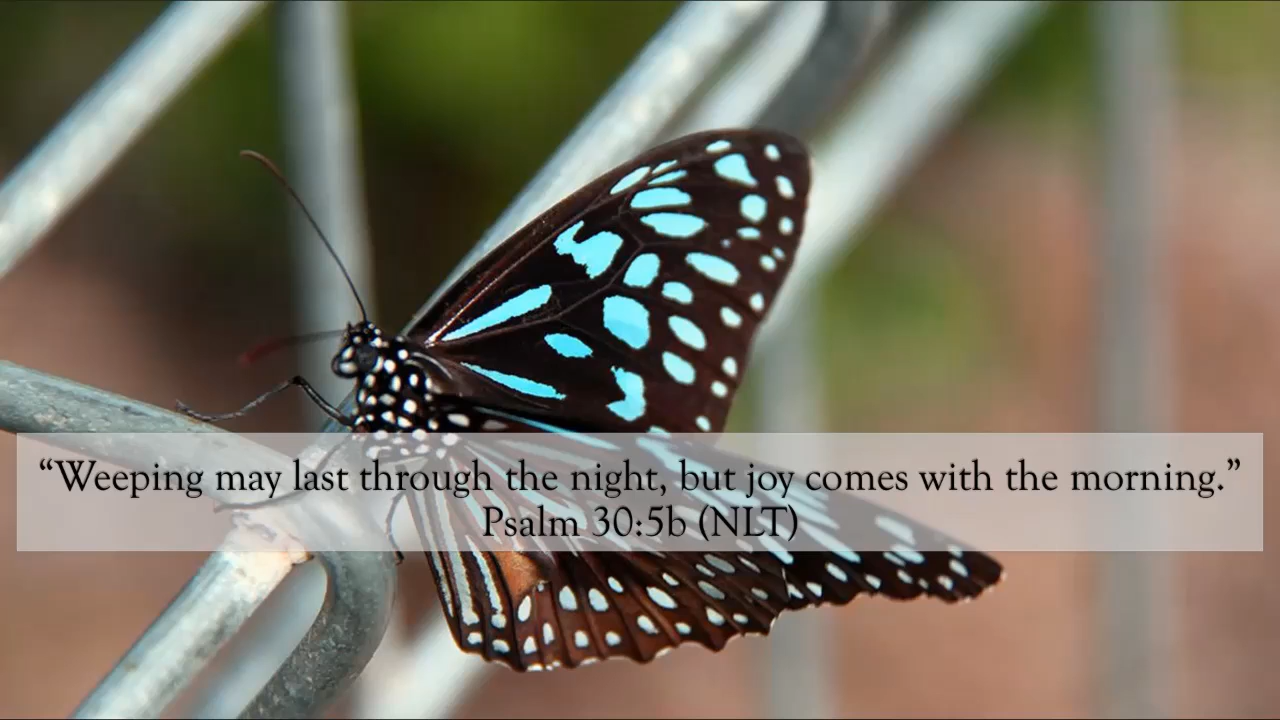 “Weeping may last through the night, but joy comes with the morning.”
Psalm 30:5b (NLT)